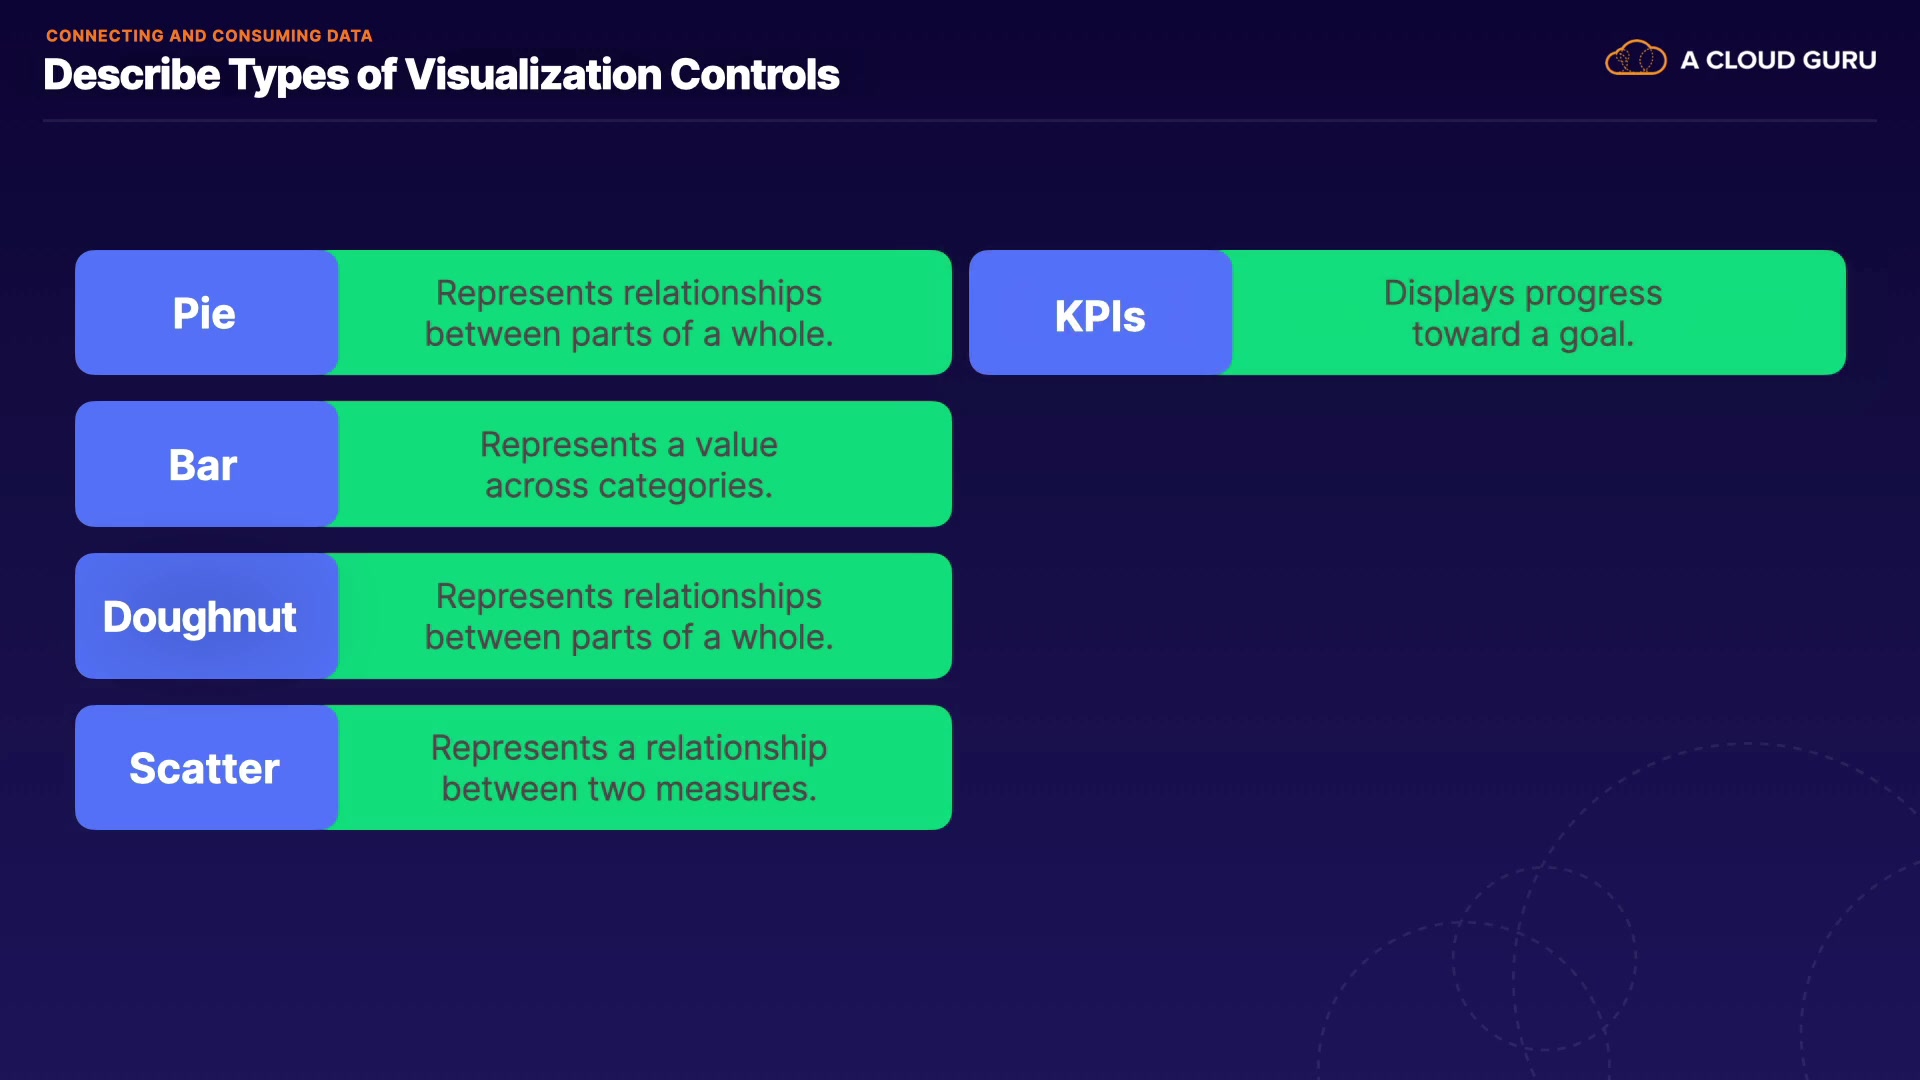 CONNECTING AND CONSUMING DATA
Describe Types of Visualization Controls
A CLOUD GURU
Pie
Represents relationships
between parts of a whole.
Bar
Represents a value
across categories.
Doughnut
Represents relationships
between parts of a whole.
Scatter
Represents a relationship
between two measures.
KPIs
Displays progress
toward a goal.